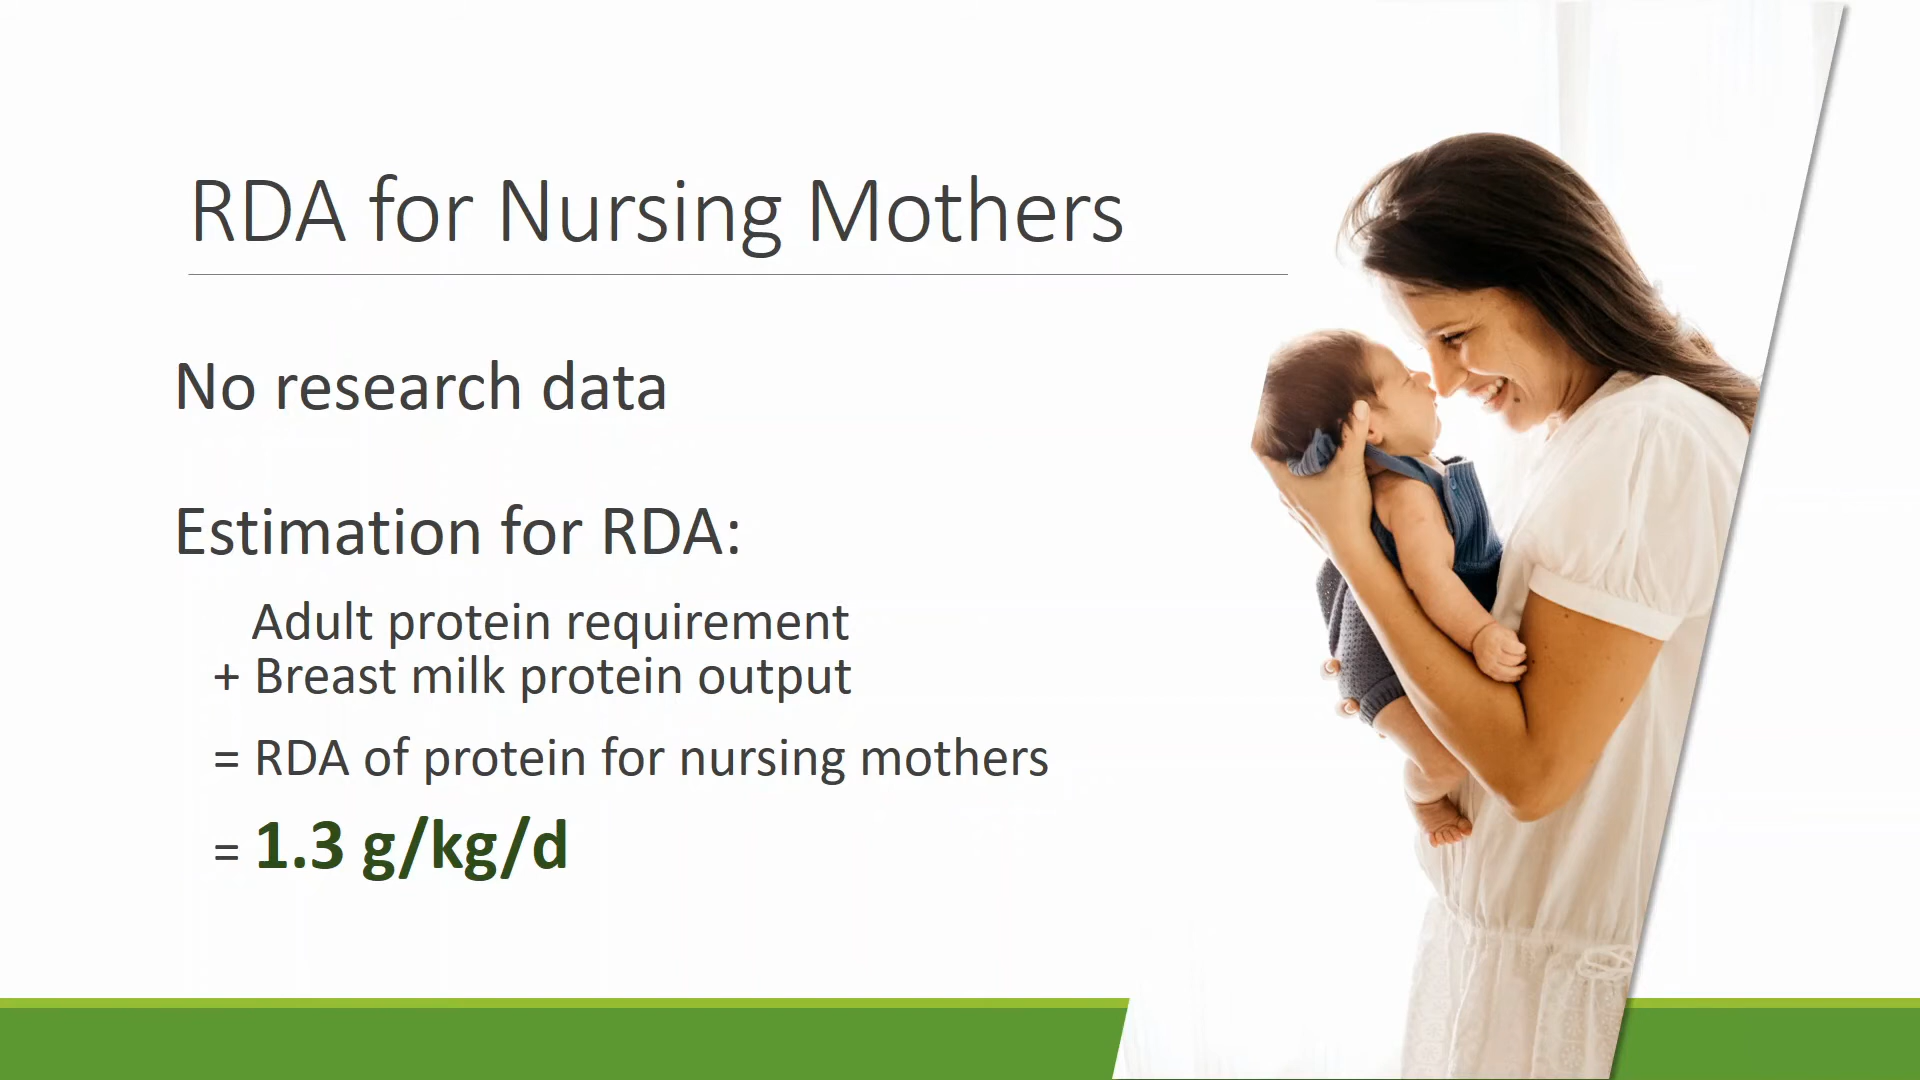 RDA for Nursing Mothers
No research data
Estimation for RDA:
Adult protein requirement
+ Breast milk protein output
= RDA of protein for nursing mothers
= 1.3 g/kg/d